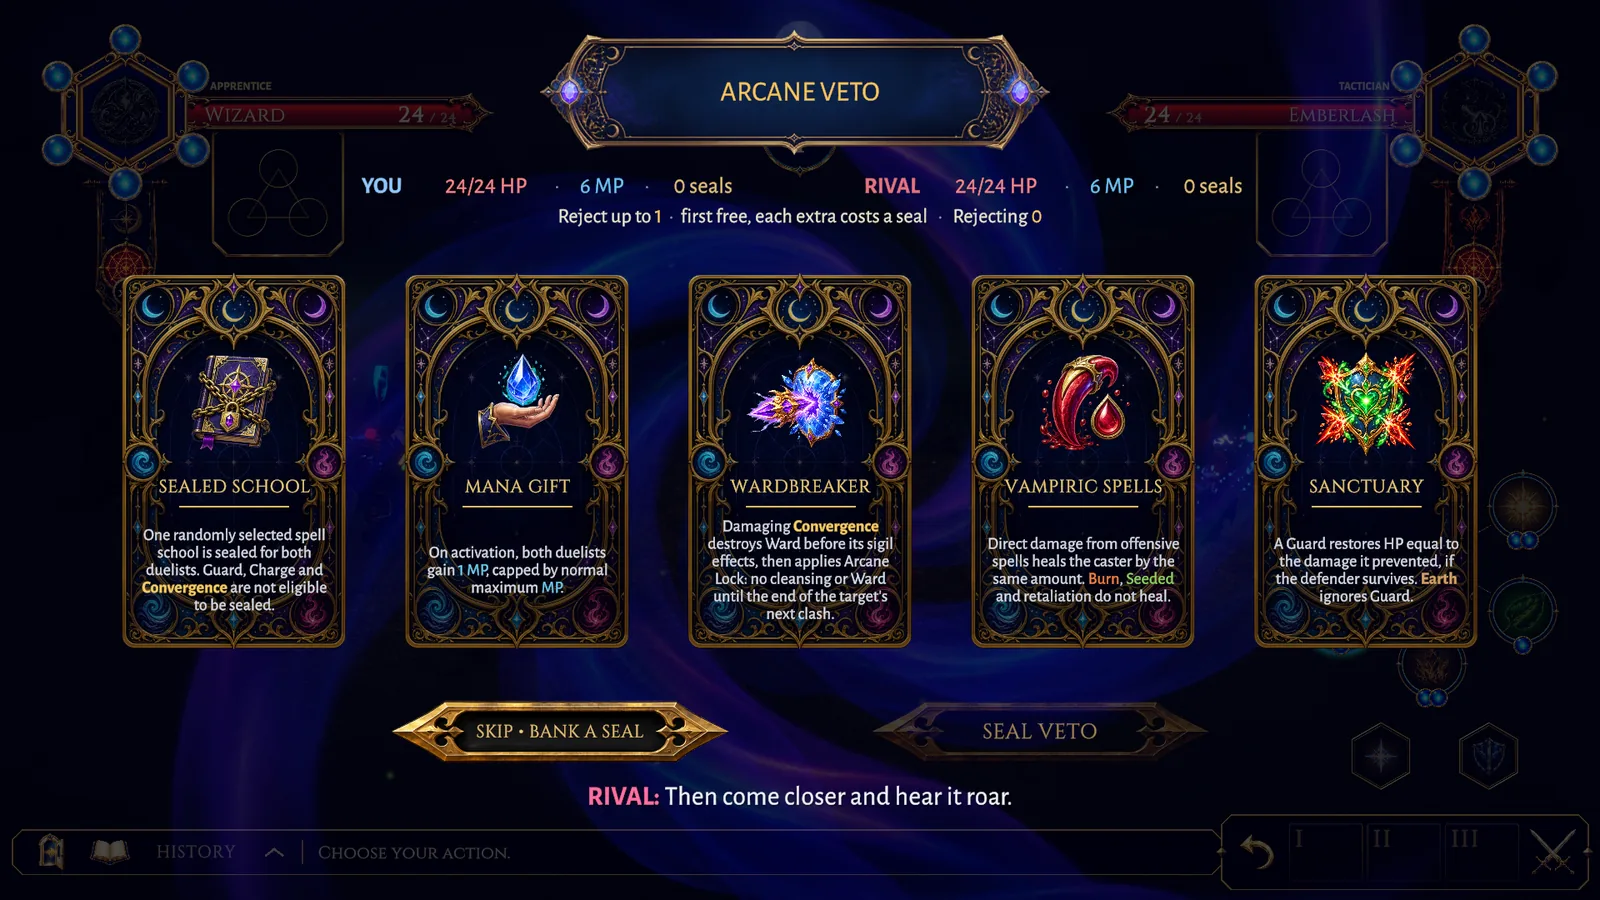 ARCANE VETO
APPRENTICE
WIZARD 24 / 24
TACTICIAN
24 / 24 EMBERLASH
YOU 24/24 HP · 6 MP · 0 seals RIVAL 24/24 HP · 6 MP · 0 seals
Reject up to 1 · first free, each extra costs a seal · Rejecting 0
SEALED SCHOOL
One randomly selected spell
school is sealed for both
duelists. Guard, Charge and
Convergence are not eligible
to be sealed.
MANA GIFT
On activation, both duelists
gain 1 MP, capped by normal
maximum MP.
WARDBREAKER
Damaging Convergence
destroys Ward before its sigil
effects, then applies Arcane
Lock: no cleansing or Ward
until the end of the target's
next clash.
VAMPIRIC SPELLS
Direct damage from offensive
spells heals the caster by the
same amount. Burn, Seeded
and retaliation do not heal.
SANCTUARY
A Guard restores HP equal to
the damage it prevented, if
the defender survives. Earth
ignores Guard.
SKIP • BANK A SEAL
SEAL VETO
RIVAL: Then come closer and hear it roar.
HISTORY
CHOOSE YOUR ACTION.
I II III